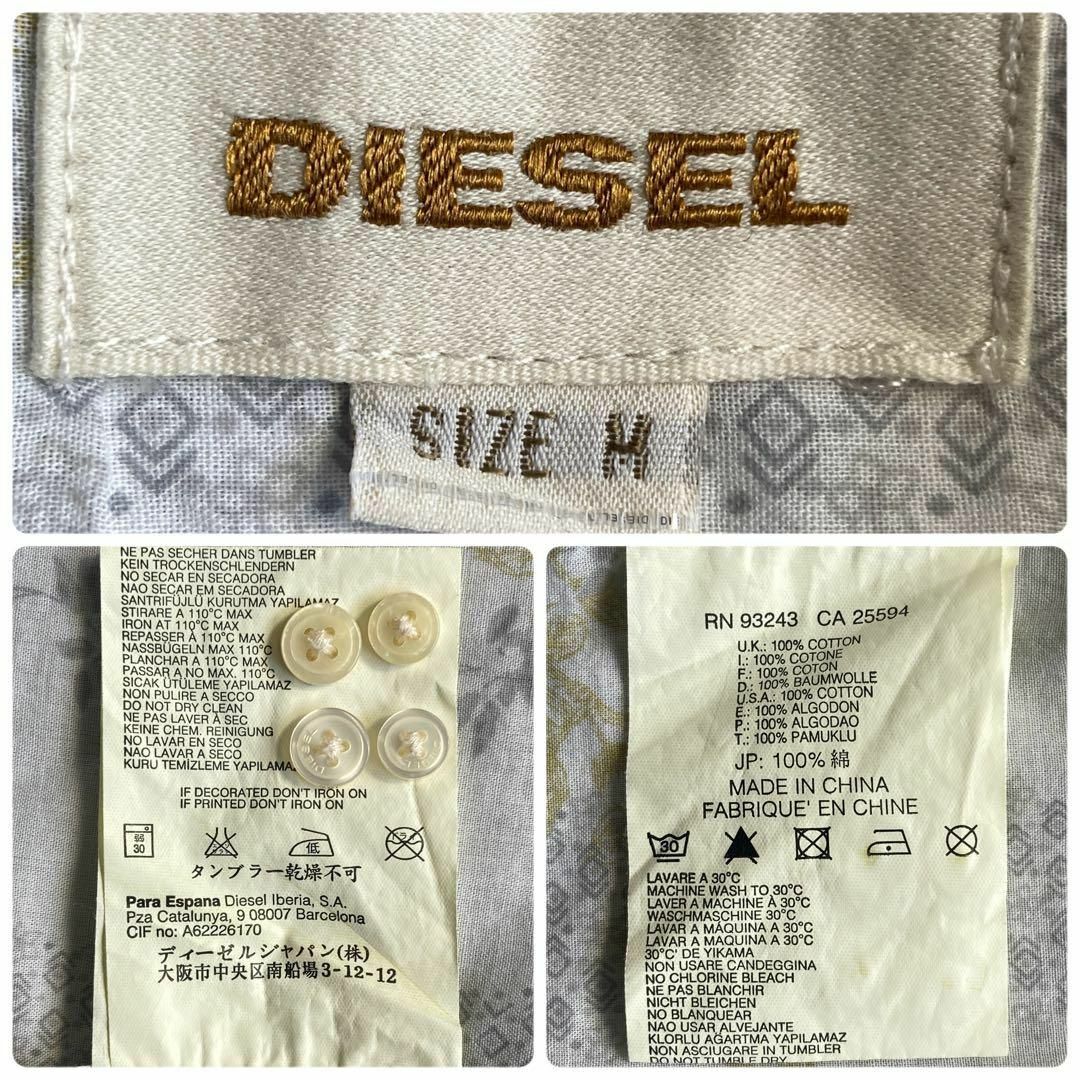 DIESEL
SIZE M
NE PAS SECHER DANS TUMBLER
KEIN TROCKENSCHLENDERN
NO SECAR EN SECADORA
NAO SECAR EM SECADORA
SANTRIFÜJLÜ KURUTMA YAPILAMAZ
STIRARE A 110°C MAX
IRON AT 110°C MAX
REPASSER À 110°C MAX
NASSBÜGELN MAX 110°C
PLANCHAR A 110°C MAX
PASSAR A NO MAX. 110°C
SICAK ÜTÜLEME YAPILAMAZ
NON PULIRE A SECCO
DO NOT DRY CLEAN
NE PAS LAVER À SEC
KEINE CHEM. REINIGUNG
NO LAVAR EN SECO
NAO LAVAR A SECO
KURU TEMİZLEME YAPILAMAZ
IF DECORATED DON'T IRON ON
IF PRINTED DON'T IRON ON
弱 30 低 ドライ
タンブラー乾燥不可
Para Espana Diesel Iberia, S.A.
Pza Catalunya, 9 08007 Barcelona
CIF no: A62226170
ディーゼルジャパン(株)
大阪市中央区南船場3-12-12
RN 93243 CA 25594
U.K.: 100% COTTON
I.: 100% COTONE
F.: 100% COTON
D.: 100% BAUMWOLLE
U.S.A.: 100% COTTON
E.: 100% ALGODON
P.: 100% ALGODAO
T.: 100% PAMUKLU
JP: 100% 綿
MADE IN CHINA
FABRIQUE' EN CHINE
30
LAVARE A 30°C
MACHINE WASH TO 30°C
LAVER A MACHINE À 30°C
WASCHMASCHINE 30°C
LAVAR A MÁQUINA A 30°C
LAVAR A MAQUINA A 30°C
30°C' DE YIKAMA
NON USARE CANDEGGINA
NO CHLORINE BLEACH
NE PAS BLANCHIR
NICHT BLEICHEN
NO BLANQUEAR
NAO USAR ALVEJANTE
KLORLU AĞARTMA YAPILAMAZ
NON ASCIUGARE IN TUMBLER
DO NOT TUMBLE DRY